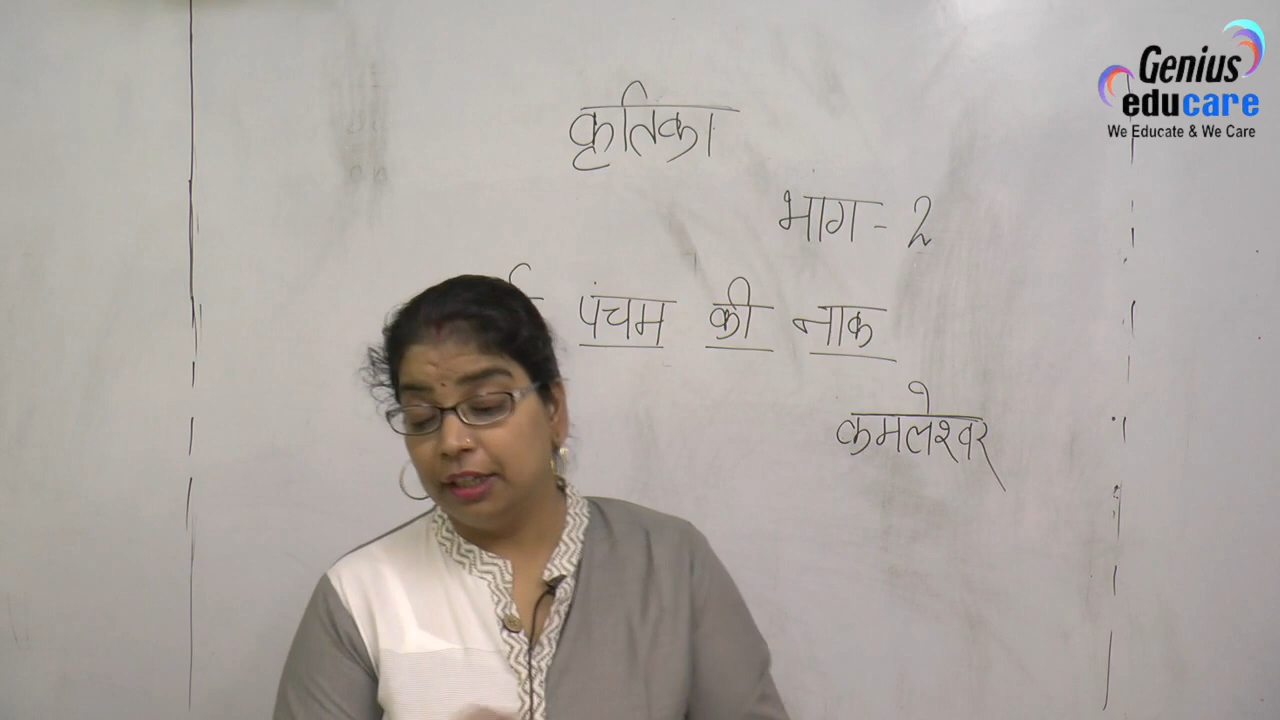 Genius
educare
We Educate & We Care
कृतिका
भाग - 2
पंचम की नाक
कमलेश्वर